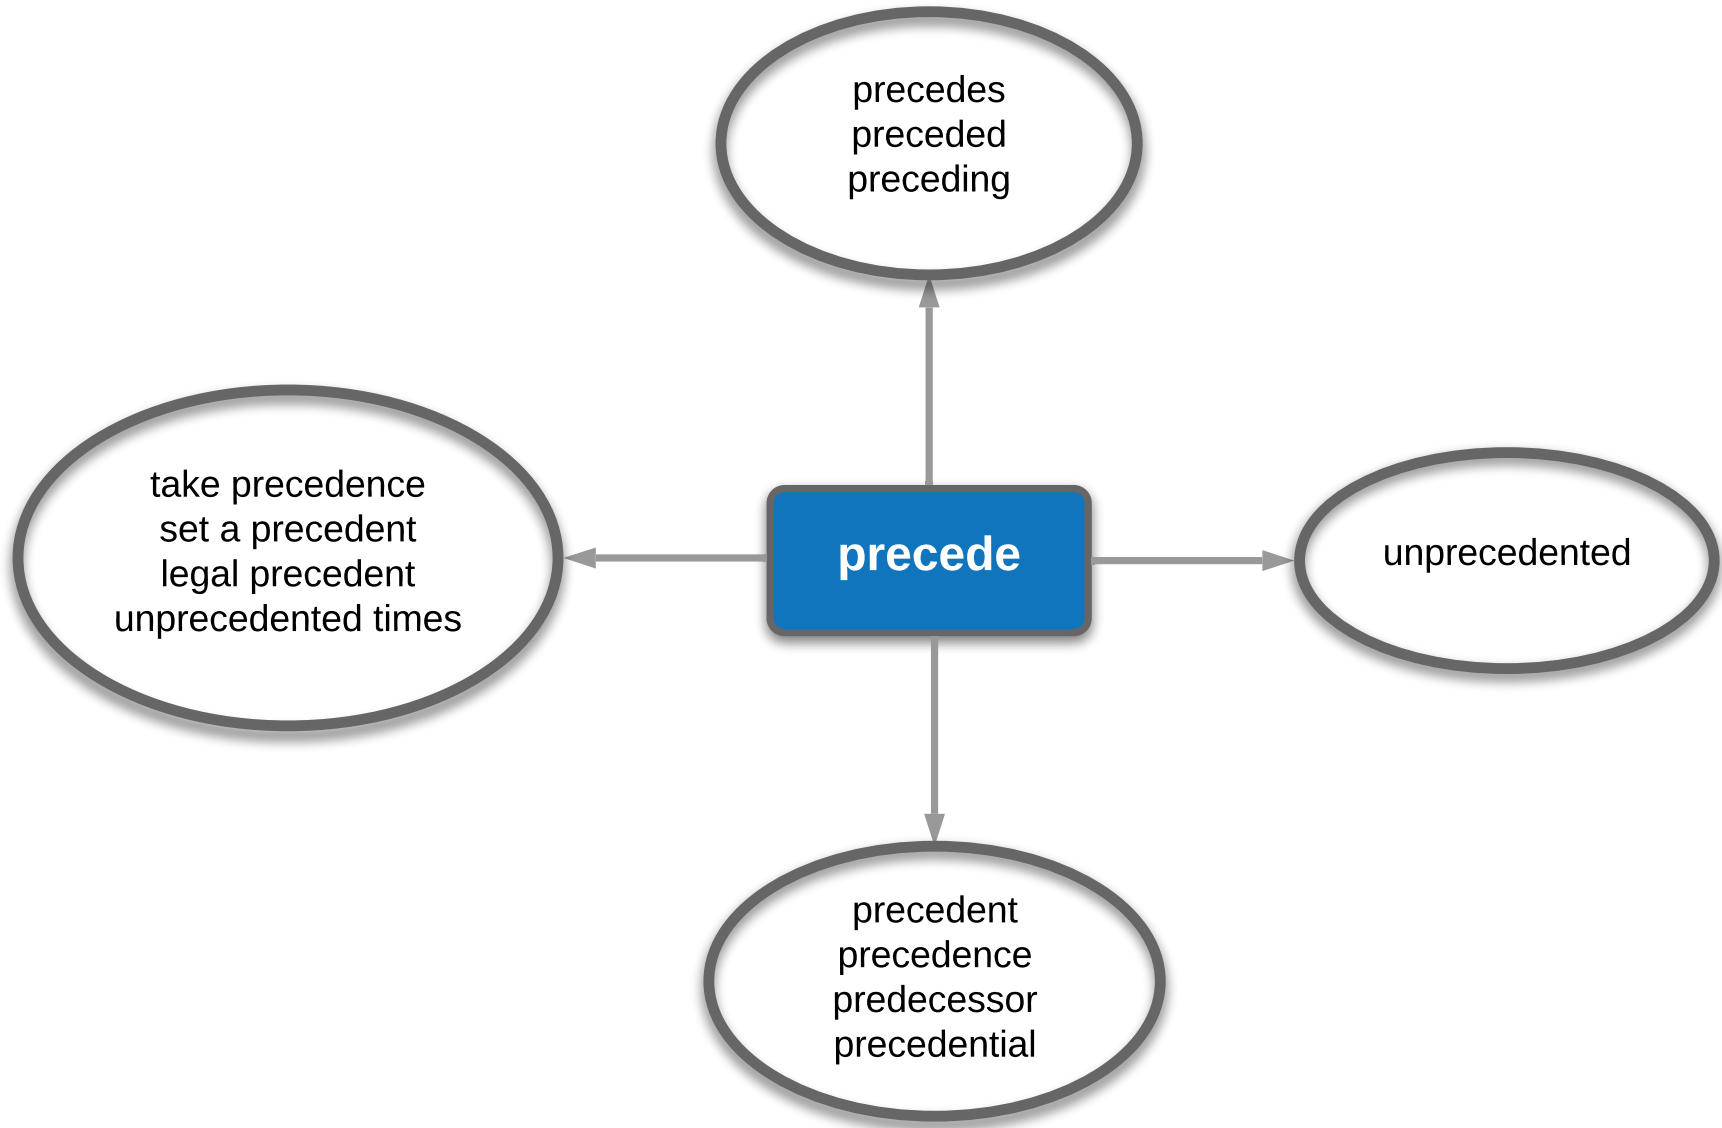 precedes
preceded
preceding
take precedence
set a precedent
legal precedent
unprecedented times
precede
unprecedented
precedent
precedence
predecessor
precedential